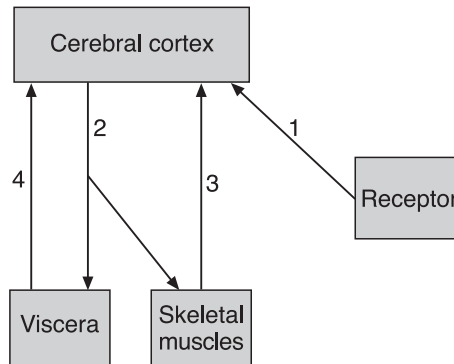 Cerebral cortex
1
2
4
3
Receptor
Viscera
Skeletal
muscles